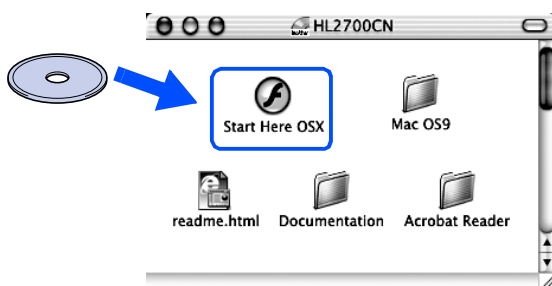 HL2700CN
Start Here OSX
Mac OS9
readme.html
Documentation
Acrobat Reader